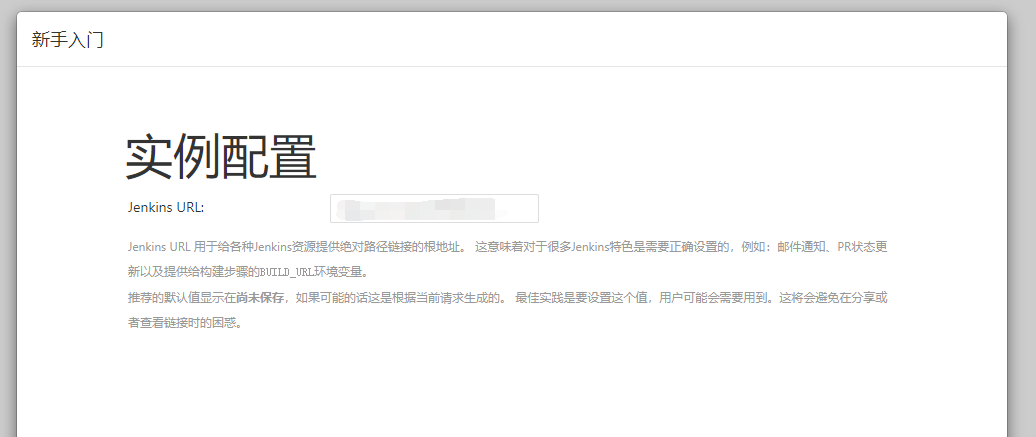 新手入门
实例配置
Jenkins URL:
Jenkins URL 用于给各种Jenkins资源提供绝对路径链接的根地址。 这意味着对于很多Jenkins特色是需要正确设置的，例如：邮件通知、PR状态更
新以及提供给构建步骤的BUILD_URL环境变量。
推荐的默认值显示在尚未保存，如果可能的话这是根据当前请求生成的。 最佳实践是要设置这个值，用户可能会需要用到。这将会避免在分享或
者查看链接时的困惑。